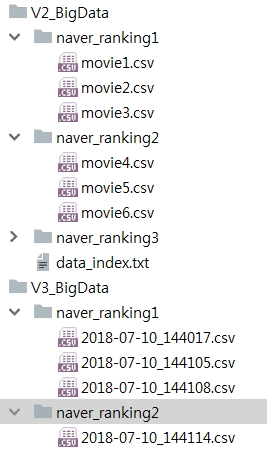 V2_BigData
naver_ranking1
movie1.csv
movie2.csv
movie3.csv
naver_ranking2
movie4.csv
movie5.csv
movie6.csv
naver_ranking3
data_index.txt
V3_BigData
naver_ranking1
2018-07-10_144017.csv
2018-07-10_144105.csv
2018-07-10_144108.csv
naver_ranking2
2018-07-10_144114.csv